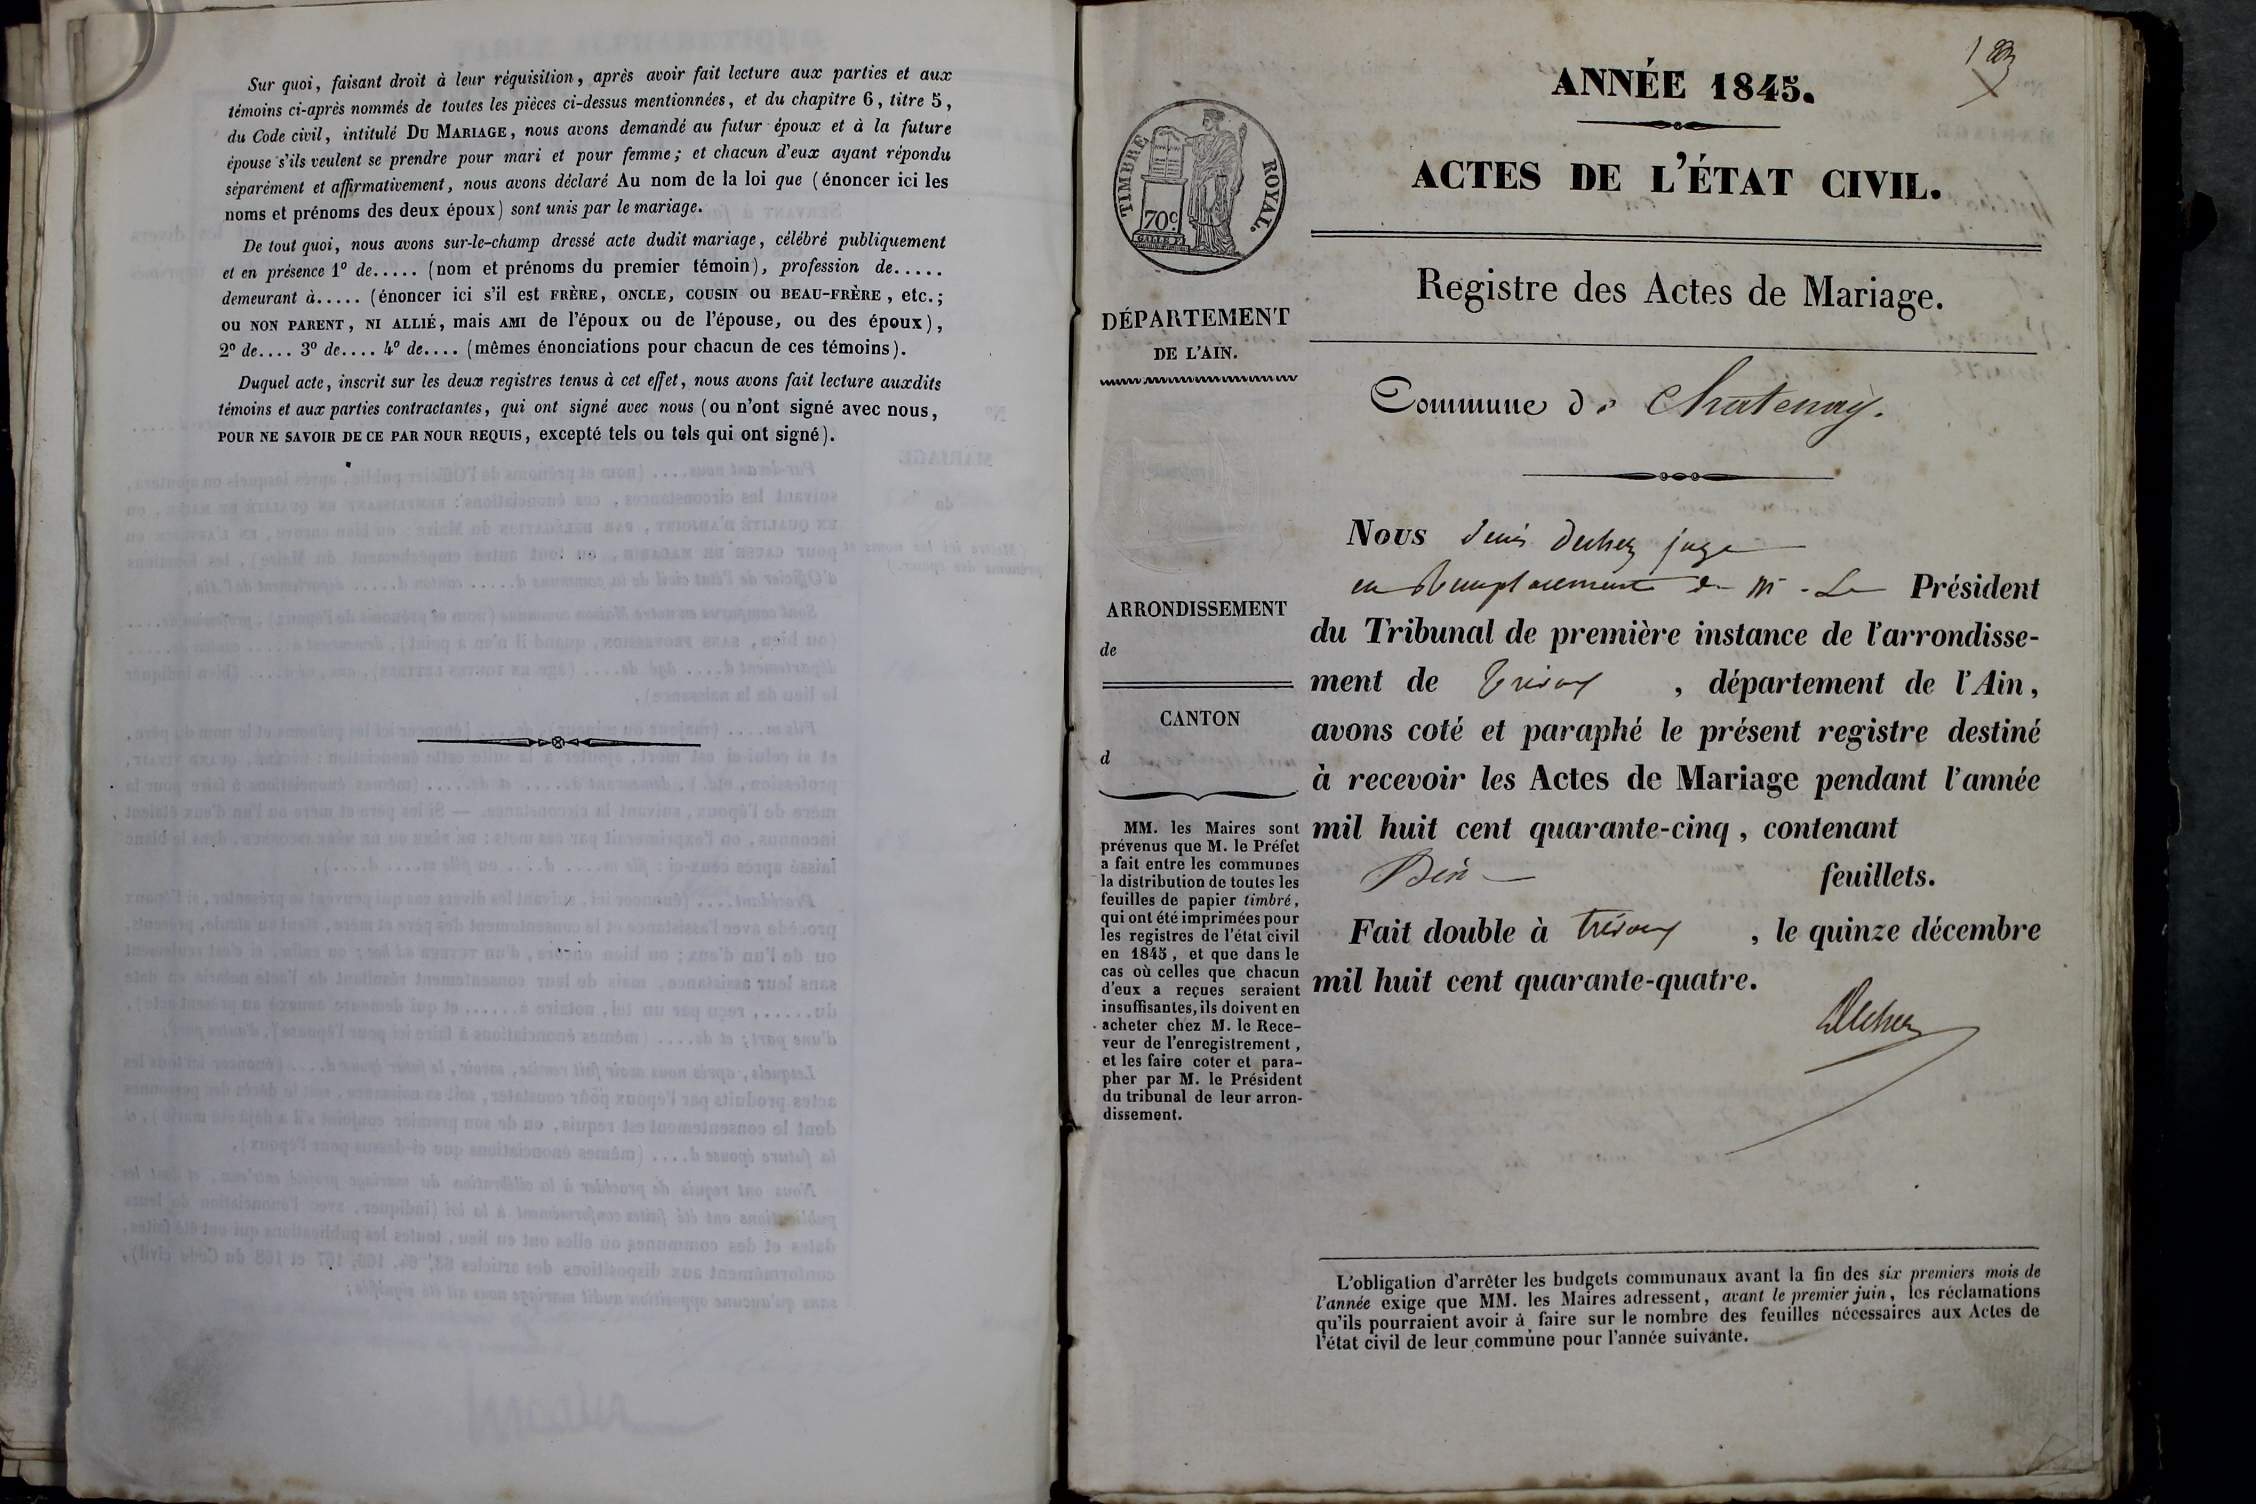 Sur quoi, faisant droit à leur réquisition, après avoir fait lecture aux parties et aux
témoins ci-après nommés de toutes les pièces ci-dessus mentionnées, et du chapitre 6, titre 5,
du Code civil, intitulé DU MARIAGE, nous avons demandé au futur époux et à la future
épouse s'ils veulent se prendre pour mari et pour femme; et chacun d'eux ayant répondu
séparément et affirmativement, nous avons déclaré Au nom de la loi que (énoncer ici les
noms et prénoms des deux époux) sont unis par le mariage.
De tout quoi, nous avons sur-le-champ dressé acte dudit mariage, célébré publiquement
et en présence 1º de..... (nom et prénoms du premier témoin), profession de.....
demeurant à..... (énoncer ici s'il est FRÈRE, ONCLE, COUSIN OU BEAU-FRÈRE, etc.;
ou NON PARENT, NI ALLIÉ, mais AMI de l'époux ou de l'épouse, ou des époux),
2º de.... 3º de.... 4º de.... (mêmes énonciations pour chacun de ces témoins).
Duquel acte, inscrit sur les deux registres tenus à cet effet, nous avons fait lecture auxdits
témoins et aux parties contractantes, qui ont signé avec nous (ou n'ont signé avec nous,
POUR NE SAVOIR DE CE PAR NOUR REQUIS, excepté tels ou tels qui ont signé).
ANNÉE 1845.
ACTES DE L'ÉTAT CIVIL.
TIMBRE ROYAL.
70c
Registre des Actes de Mariage.
DÉPARTEMENT
DE L'AIN.
Commune de Chatenay.
Nous Denis Duchez juge
en Remplacement de Mr. Le Président
du Tribunal de première instance de l'arrondisse-
ment de Trévoux, département de l'Ain,
avons coté et paraphé le présent registre destiné
à recevoir les Actes de Mariage pendant l'année
mil huit cent quarante-cinq, contenant
feuillets.
Fait double à Trévoux, le quinze décembre
mil huit cent quarante-quatre.
Duchez
ARRONDISSEMENT
de
CANTON
d
MM. les Maires sont
prévenus que M. le Préfet
a fait entre les communes
la distribution de toutes les
feuilles de papier timbré,
qui ont été imprimées pour
les registres de l'état civil
en 1845, et que dans le
cas où celles que chacun
d'eux a reçues seraient
insuffisantes, ils doivent en
acheter chez M. le Rece-
veur de l'enregistrement,
et les faire coter et para-
pher par M. le Président
du tribunal de leur arron-
dissement.
L'obligation d'arrêter les budgets communaux avant la fin des six premiers mois de
l'année exige que MM. les Maires adressent, avant le premier juin, les réclamations
qu'ils pourraient avoir à faire sur le nombre des feuilles nécessaires aux Actes de
l'état civil de leur commune pour l'année suivante.